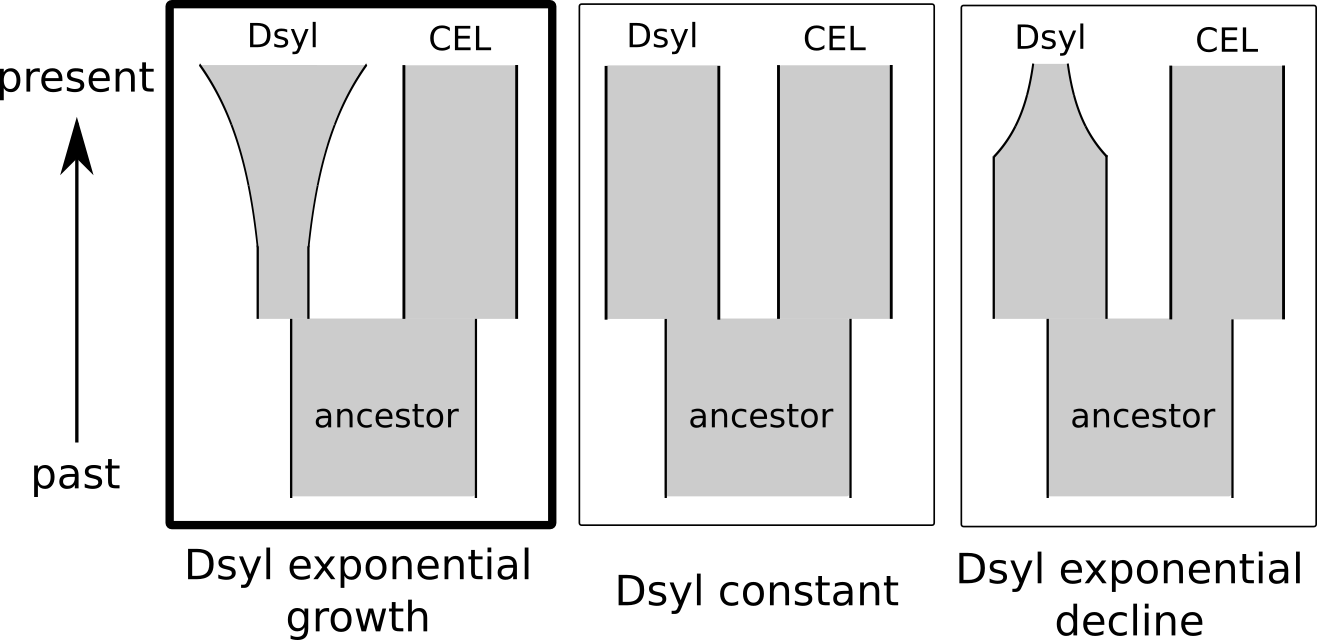 present
past
Dsyl CEL
ancestor
Dsyl exponential
growth
Dsyl CEL
ancestor
Dsyl constant
Dsyl CEL
ancestor
Dsyl exponential
decline